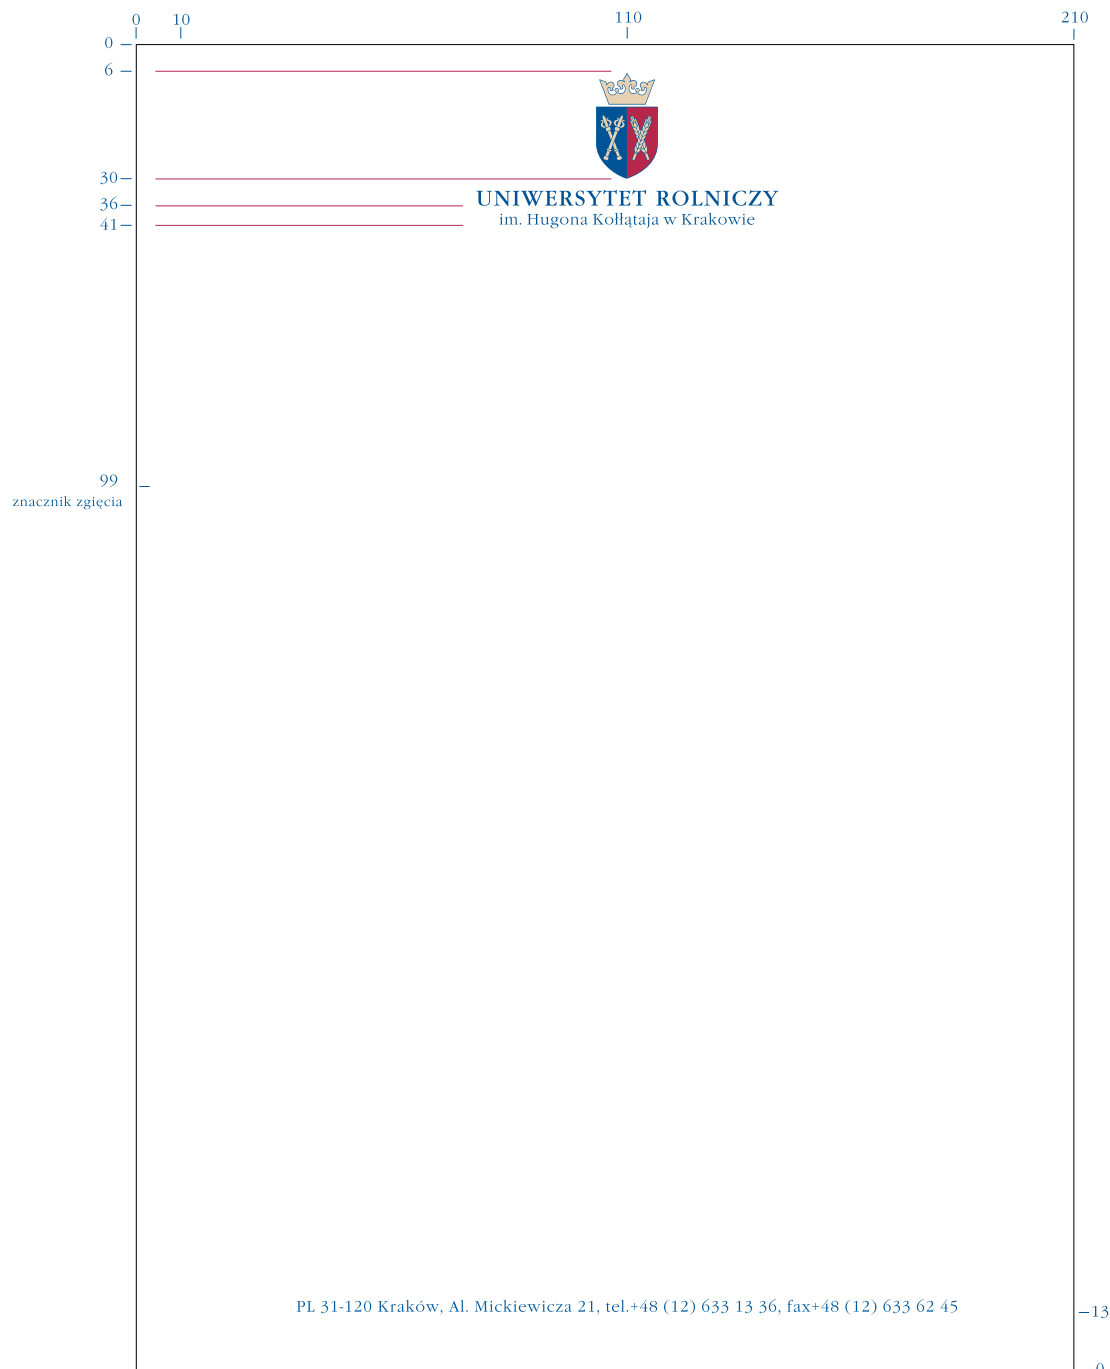 0 10 110 210
0
6
30
36
41
UNIWERSYTET ROLNICZY
im. Hugona Kołłątaja w Krakowie
99
znacznik zgięcia
PL 31-120 Kraków, Al. Mickiewicza 21, tel.+48 (12) 633 13 36, fax+48 (12) 633 62 45
13